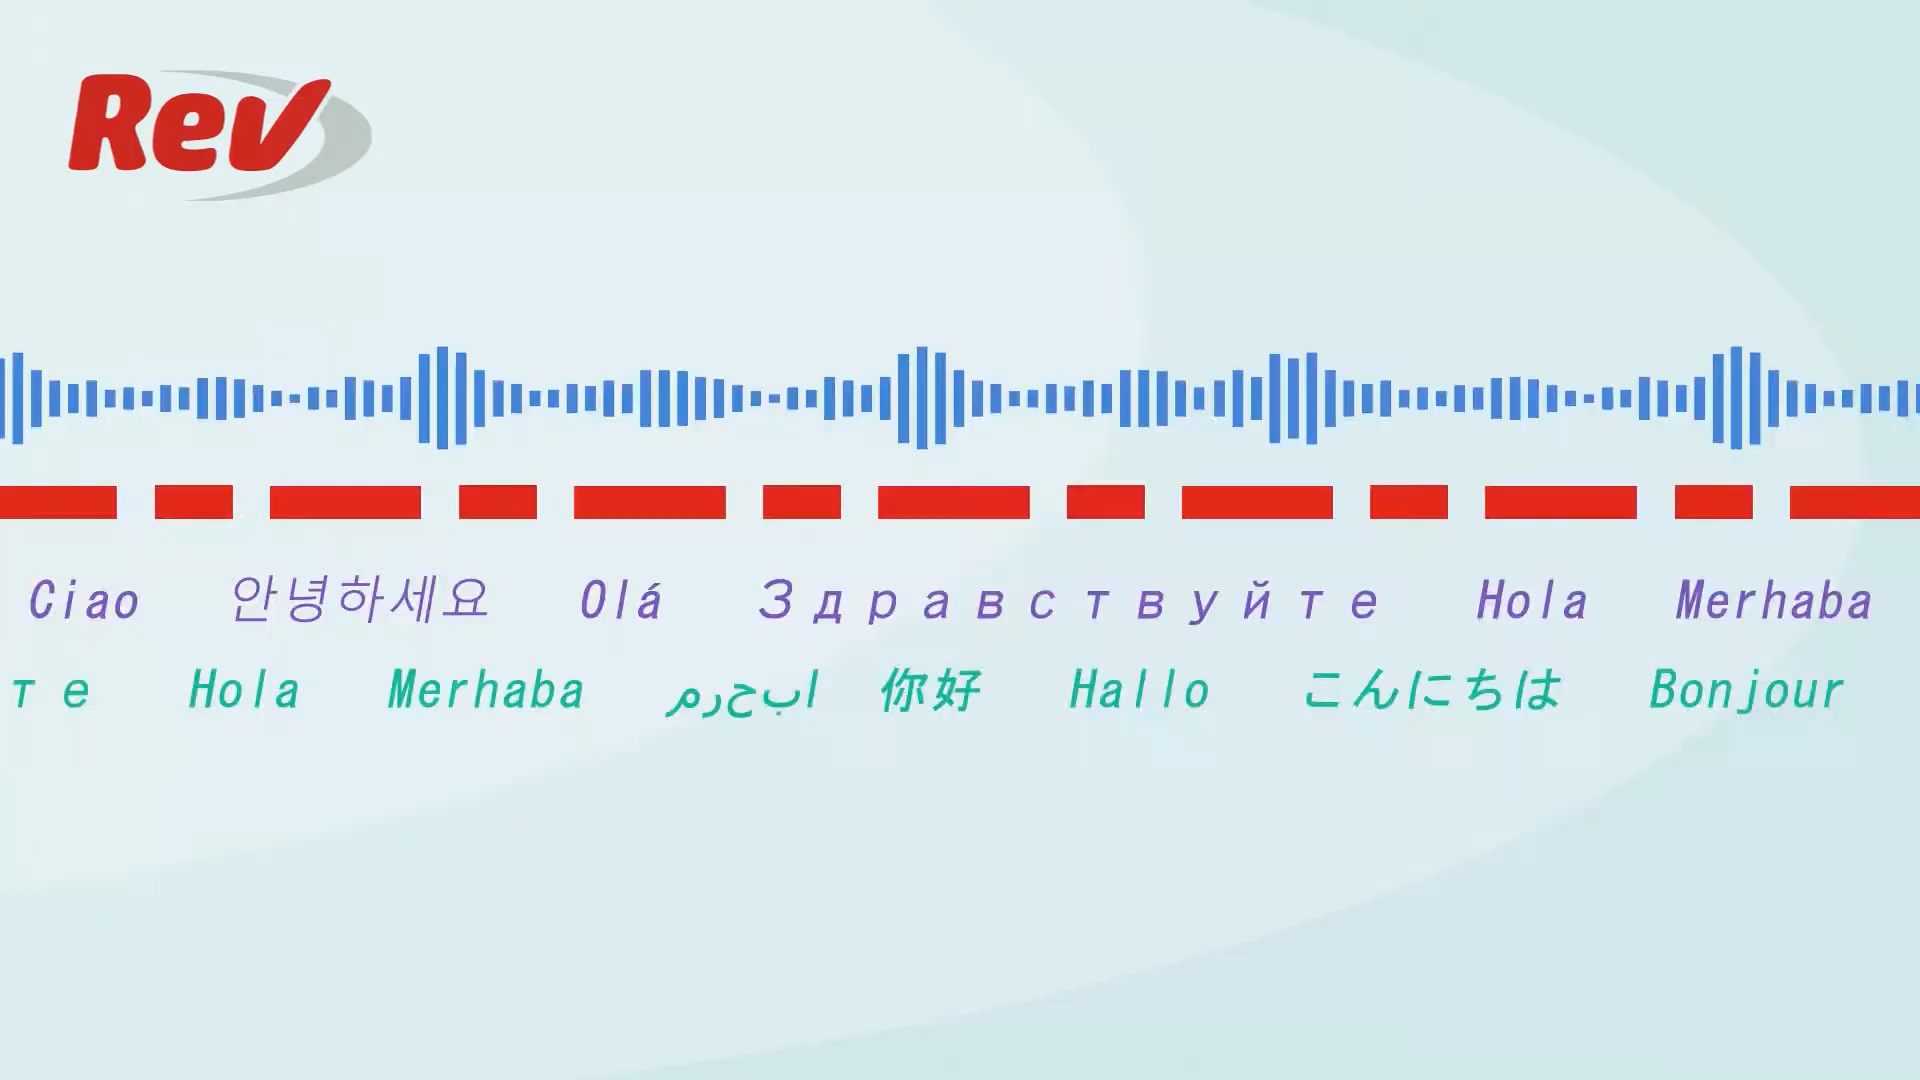 Rev
Ciao 안녕하세요 Olá Здравствуйте Hola Merhaba
те Hola Merhaba ابحرم 你好 Hallo こんにちは Bonjour